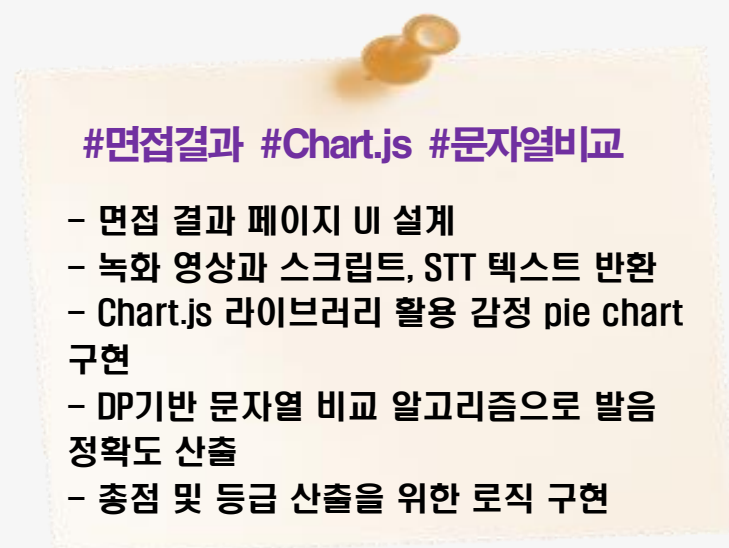 #면접결과 #Chart.js #문자열비교
- 면접 결과 페이지 UI 설계
- 녹화 영상과 스크립트, STT 텍스트 반환
- Chart.js 라이브러리 활용 감정 pie chart
구현
- DP기반 문자열 비교 알고리즘으로 발음
정확도 산출
- 총점 및 등급 산출을 위한 로직 구현